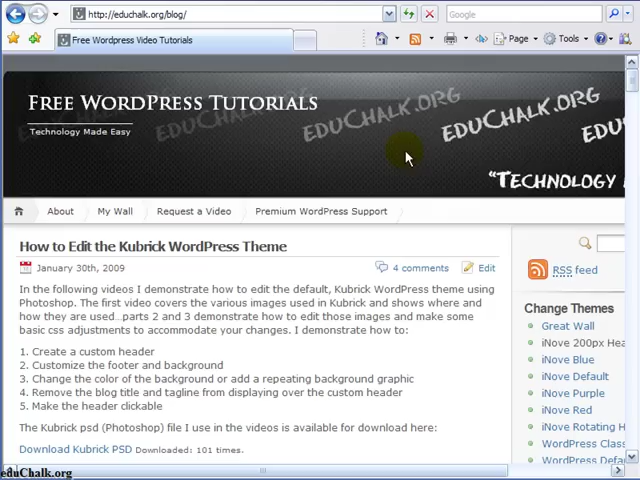 http://educhalk.org/blog/
Google
Free Wordpress Video Tutorials
Page
Tools
FREE WORDPRESS TUTORIALS
Technology Made Easy
EDUCHALK.ORG
EDUCHALK.ORG
EDUCHALK.ORG
EDUCHALK.ORG
"TECHNOLOGY
About
My Wall
Request a Video
Premium WordPress Support
How to Edit the Kubrick WordPress Theme
January 30th, 2009
4 comments
Edit
In the following videos I demonstrate how to edit the default, Kubrick WordPress theme using
Photoshop. The first video covers the various images used in Kubrick and shows where and
how they are used…parts 2 and 3 demonstrate how to edit those images and make some
basic css adjustments to accommodate your changes. I demonstrate how to:
1. Create a custom header
2. Customize the footer and background
3. Change the color of the background or add a repeating background graphic
4. Remove the blog title and tagline from displaying over the custom header
5. Make the header clickable
The Kubrick psd (Photoshop) file I use in the videos is available for download here:
Download Kubrick PSD Downloaded: 101 times.
RSS feed
Change Themes
Great Wall
iNove 200px Hea
iNove Blue
iNove Default
iNove Purple
iNove Red
iNove Rotating H
WordPress Class
WordPress Defa
eduChalk.org